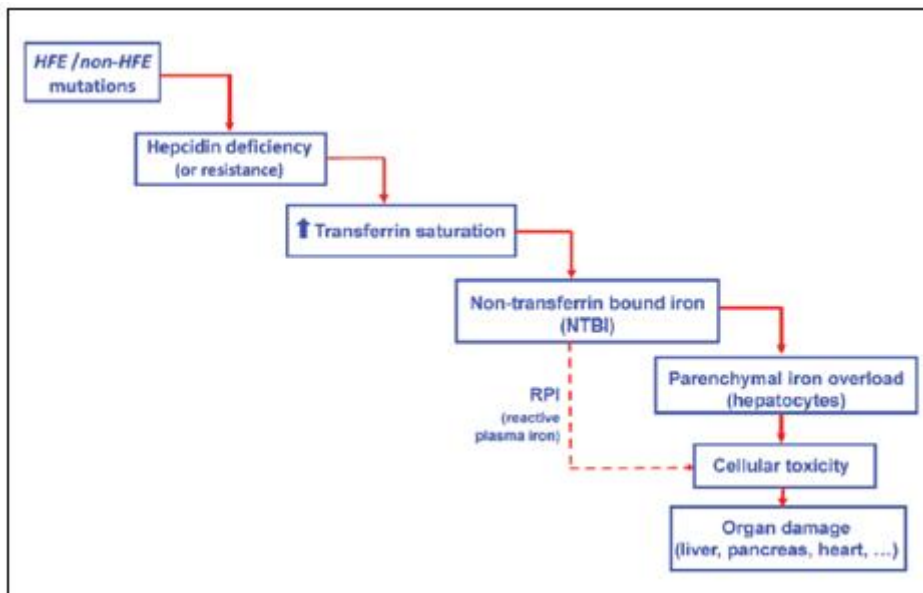 HFE/non-HFE
mutations
Hepcidin deficiency
(or resistance)
⬆ Transferrin saturation
Non-transferrin bound iron
(NTBI)
Parenchymal iron overload
(hepatocytes)
RPI
(reactive
plasma iron)
Cellular toxicity
Organ damage
(liver, pancreas, heart, ...)